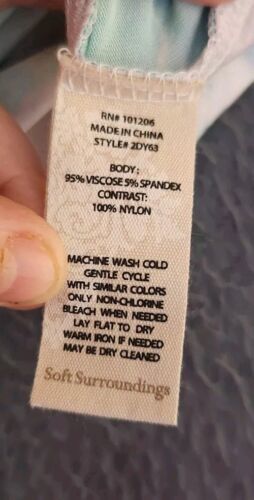 RN# 101206
MADE IN CHINA
STYLE# 2DY63
BODY:
95% VISCOSE 5% SPANDEX
CONTRAST:
100% NYLON
MACHINE WASH COLD
GENTLE CYCLE
WITH SIMILAR COLORS
ONLY NON-CHLORINE
BLEACH WHEN NEEDED
LAY FLAT TO DRY
WARM IRON IF NEEDED
MAY BE DRY CLEANED
Soft Surroundings